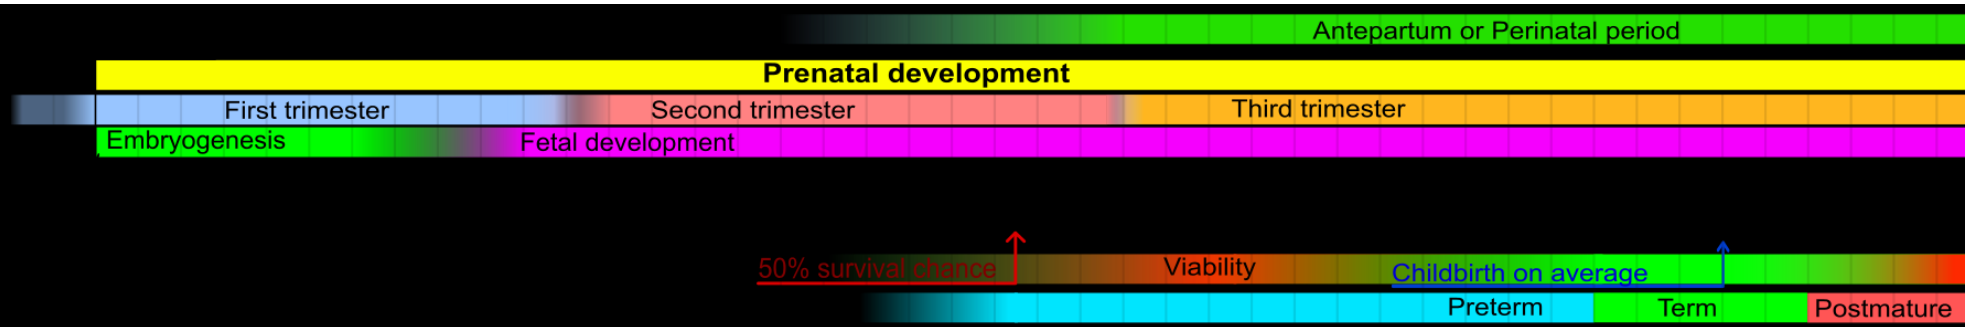 Antepartum or Perinatal period
Prenatal development
First trimester
Second trimester
Third trimester
Embryogenesis
Fetal development
50% survival chance
Viability
Childbirth on average
Preterm
Term
Postmature